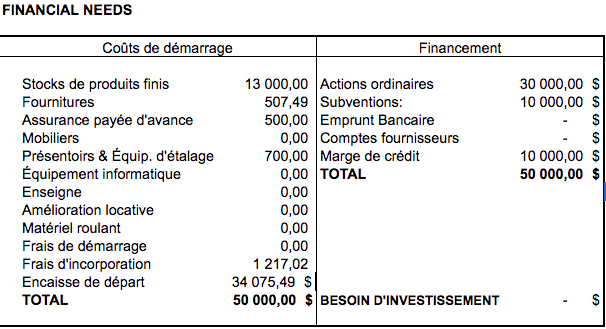 FINANCIAL NEEDS
Coûts de démarrage Financement
Stocks de produits finis 13 000,00 Actions ordinaires 30 000,00 $
Fournitures 507,49 Subventions: 10 000,00 $
Assurance payée d'avance 500,00 Emprunt Bancaire - $
Mobiliers 0,00 Comptes fournisseurs - $
Présentoirs & Équip. d'étalage 700,00 Marge de crédit 10 000,00 $
Équipement informatique 0,00 TOTAL 50 000,00 $
Enseigne 0,00
Amélioration locative 0,00
Matériel roulant 0,00
Frais de démarrage 0,00
Frais d'incorporation 1 217,02
Encaisse de départ 34 075,49 $
TOTAL 50 000,00 $ BESOIN D'INVESTISSEMENT - $